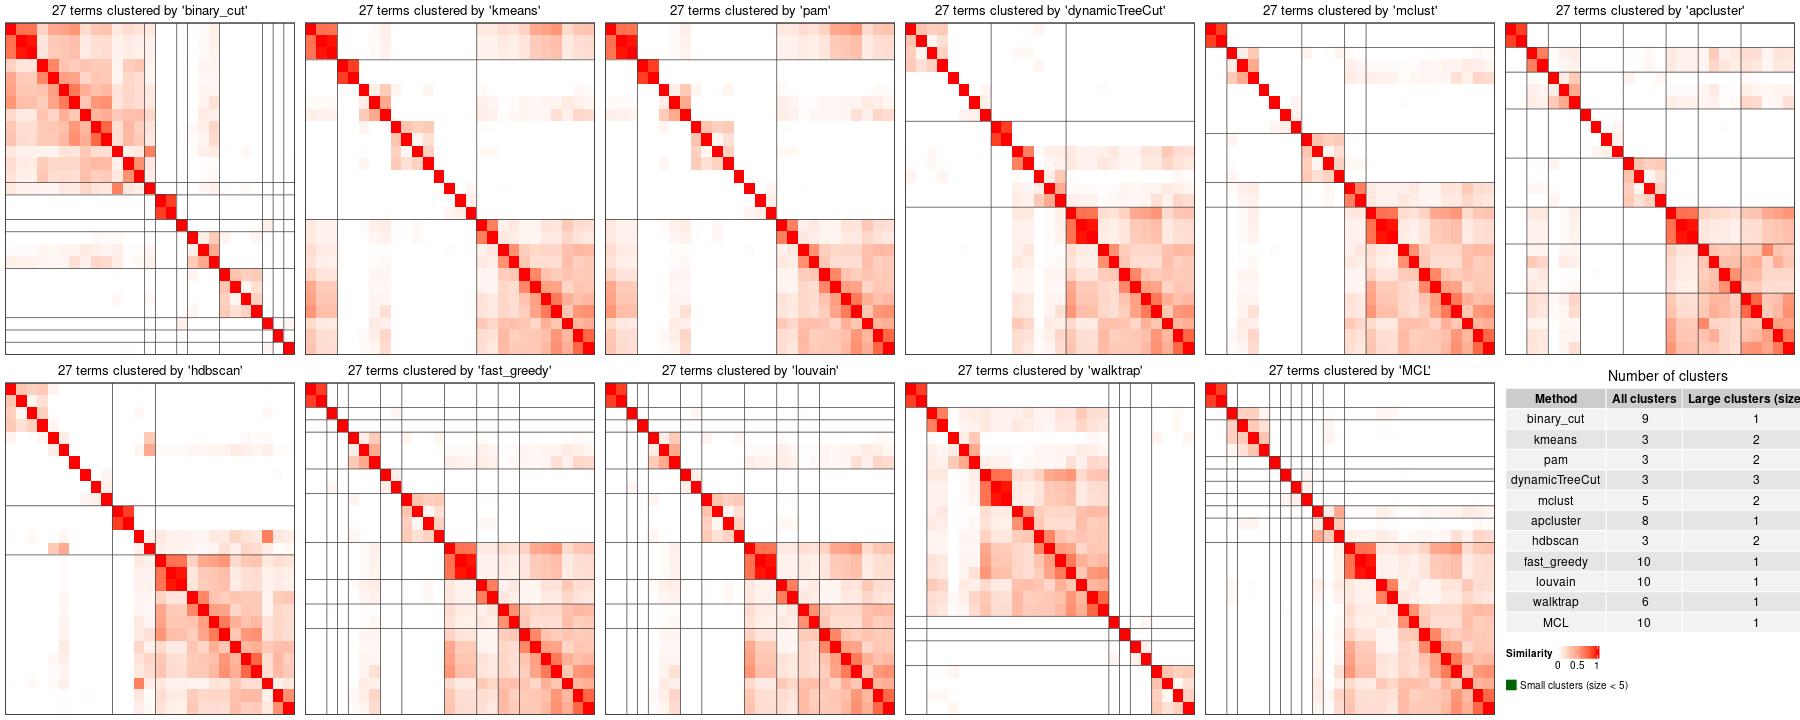 27 terms clustered by 'binary_cut'
27 terms clustered by 'kmeans'
27 terms clustered by 'pam'
27 terms clustered by 'dynamicTreeCut'
27 terms clustered by 'mclust'
27 terms clustered by 'apcluster'
27 terms clustered by 'hdbscan'
27 terms clustered by 'fast_greedy'
27 terms clustered by 'louvain'
27 terms clustered by 'walktrap'
27 terms clustered by 'MCL'
Number of clusters
Method All clusters Large clusters (size
binary_cut 9 1
kmeans 3 2
pam 3 2
dynamicTreeCut 3 3
mclust 5 2
apcluster 8 1
hdbscan 3 2
fast_greedy 10 1
louvain 10 1
walktrap 6 1
MCL 10 1
Similarity
0 0.5 1
Small clusters (size < 5)